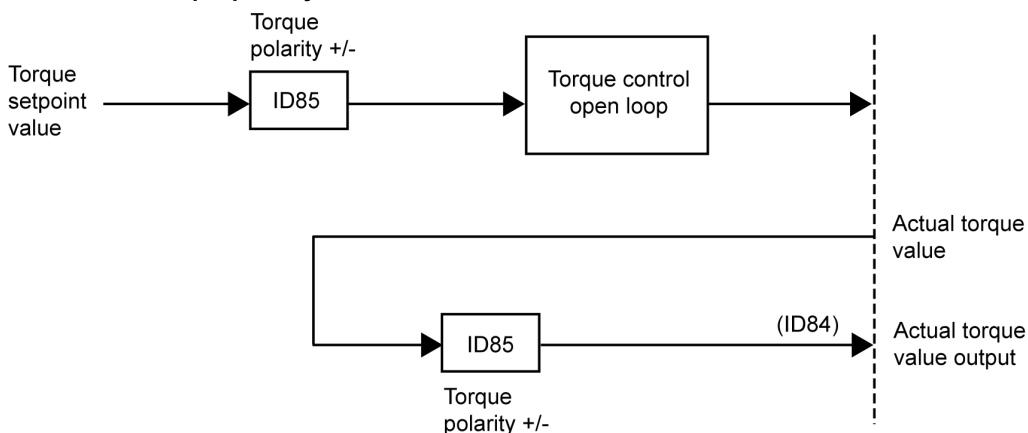 Torque
polarity +/-
Torque
setpoint
value
ID85
Torque control
open loop
Actual torque
value
ID85
(ID84)
Actual torque
value output
Torque
polarity +/-